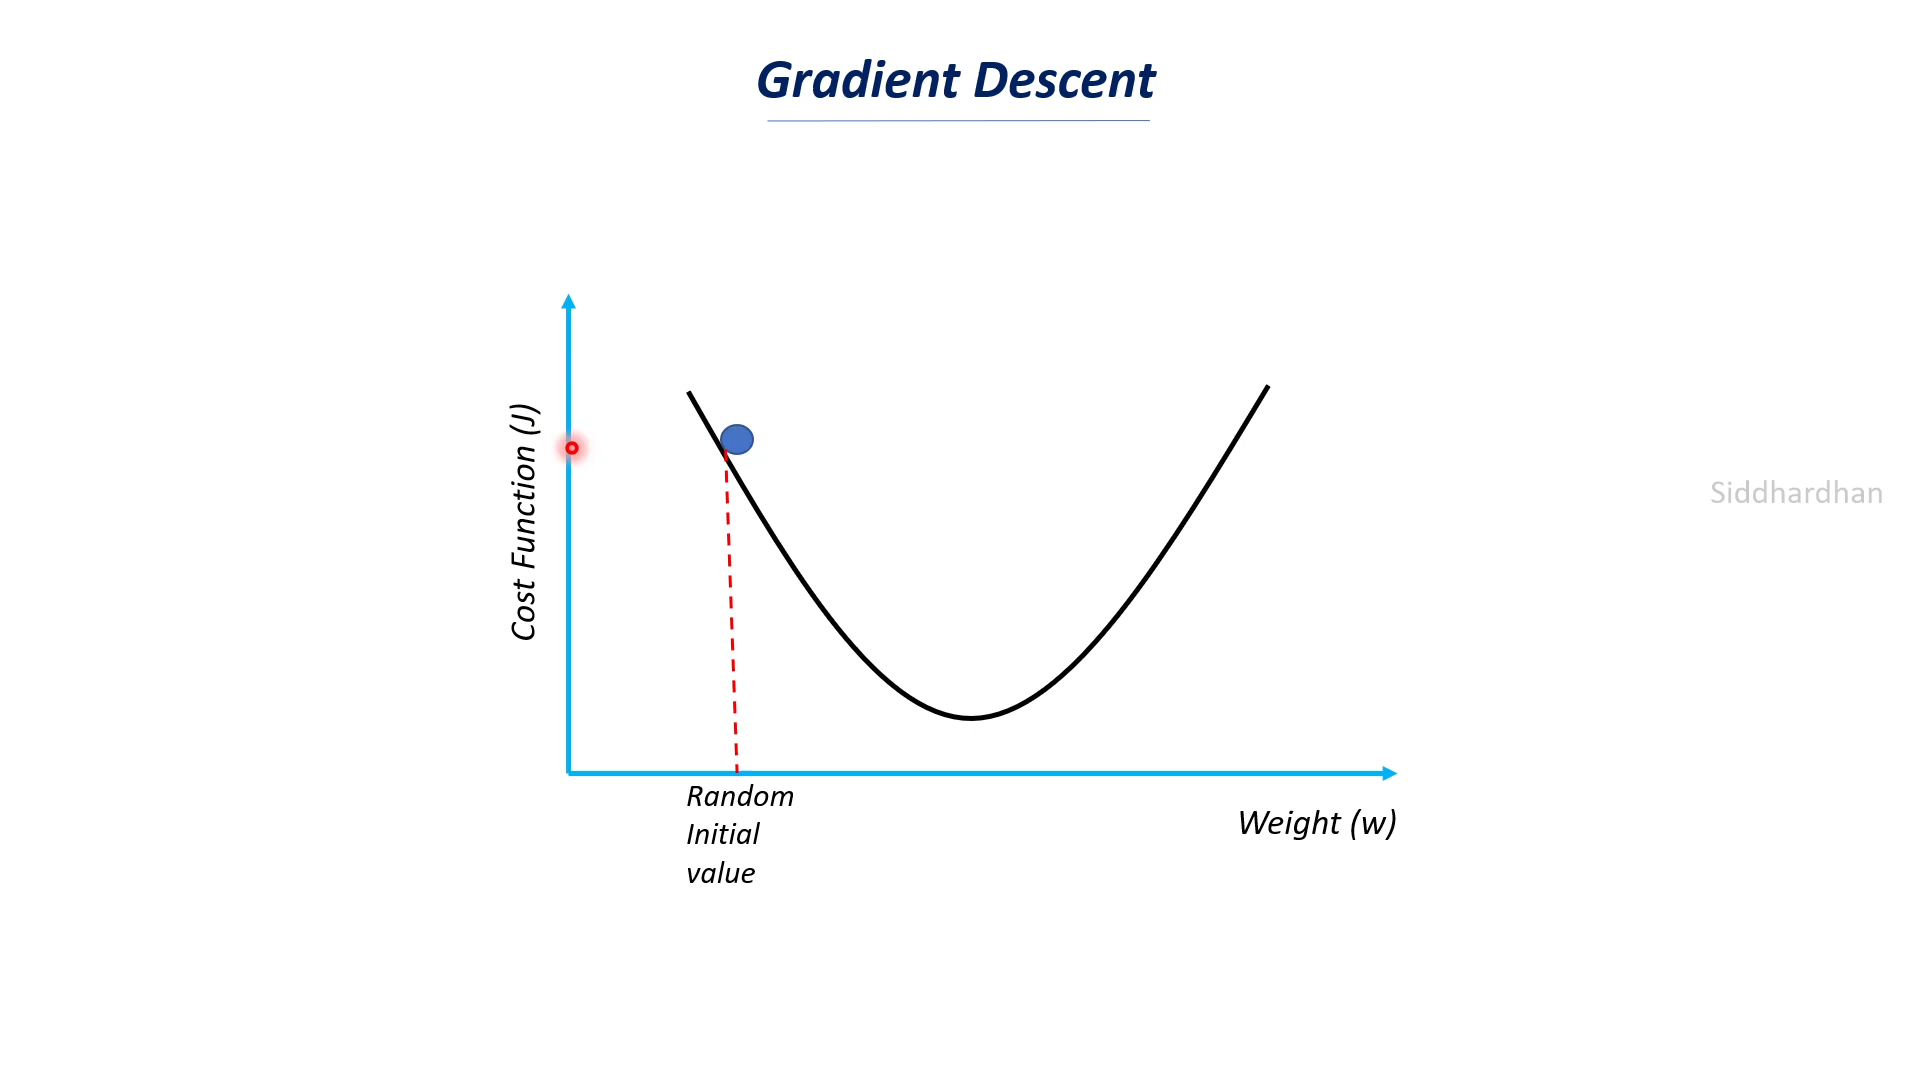 Gradient Descent
Cost Function (J)
Siddhardhan
Random
Initial
value
Weight (w)